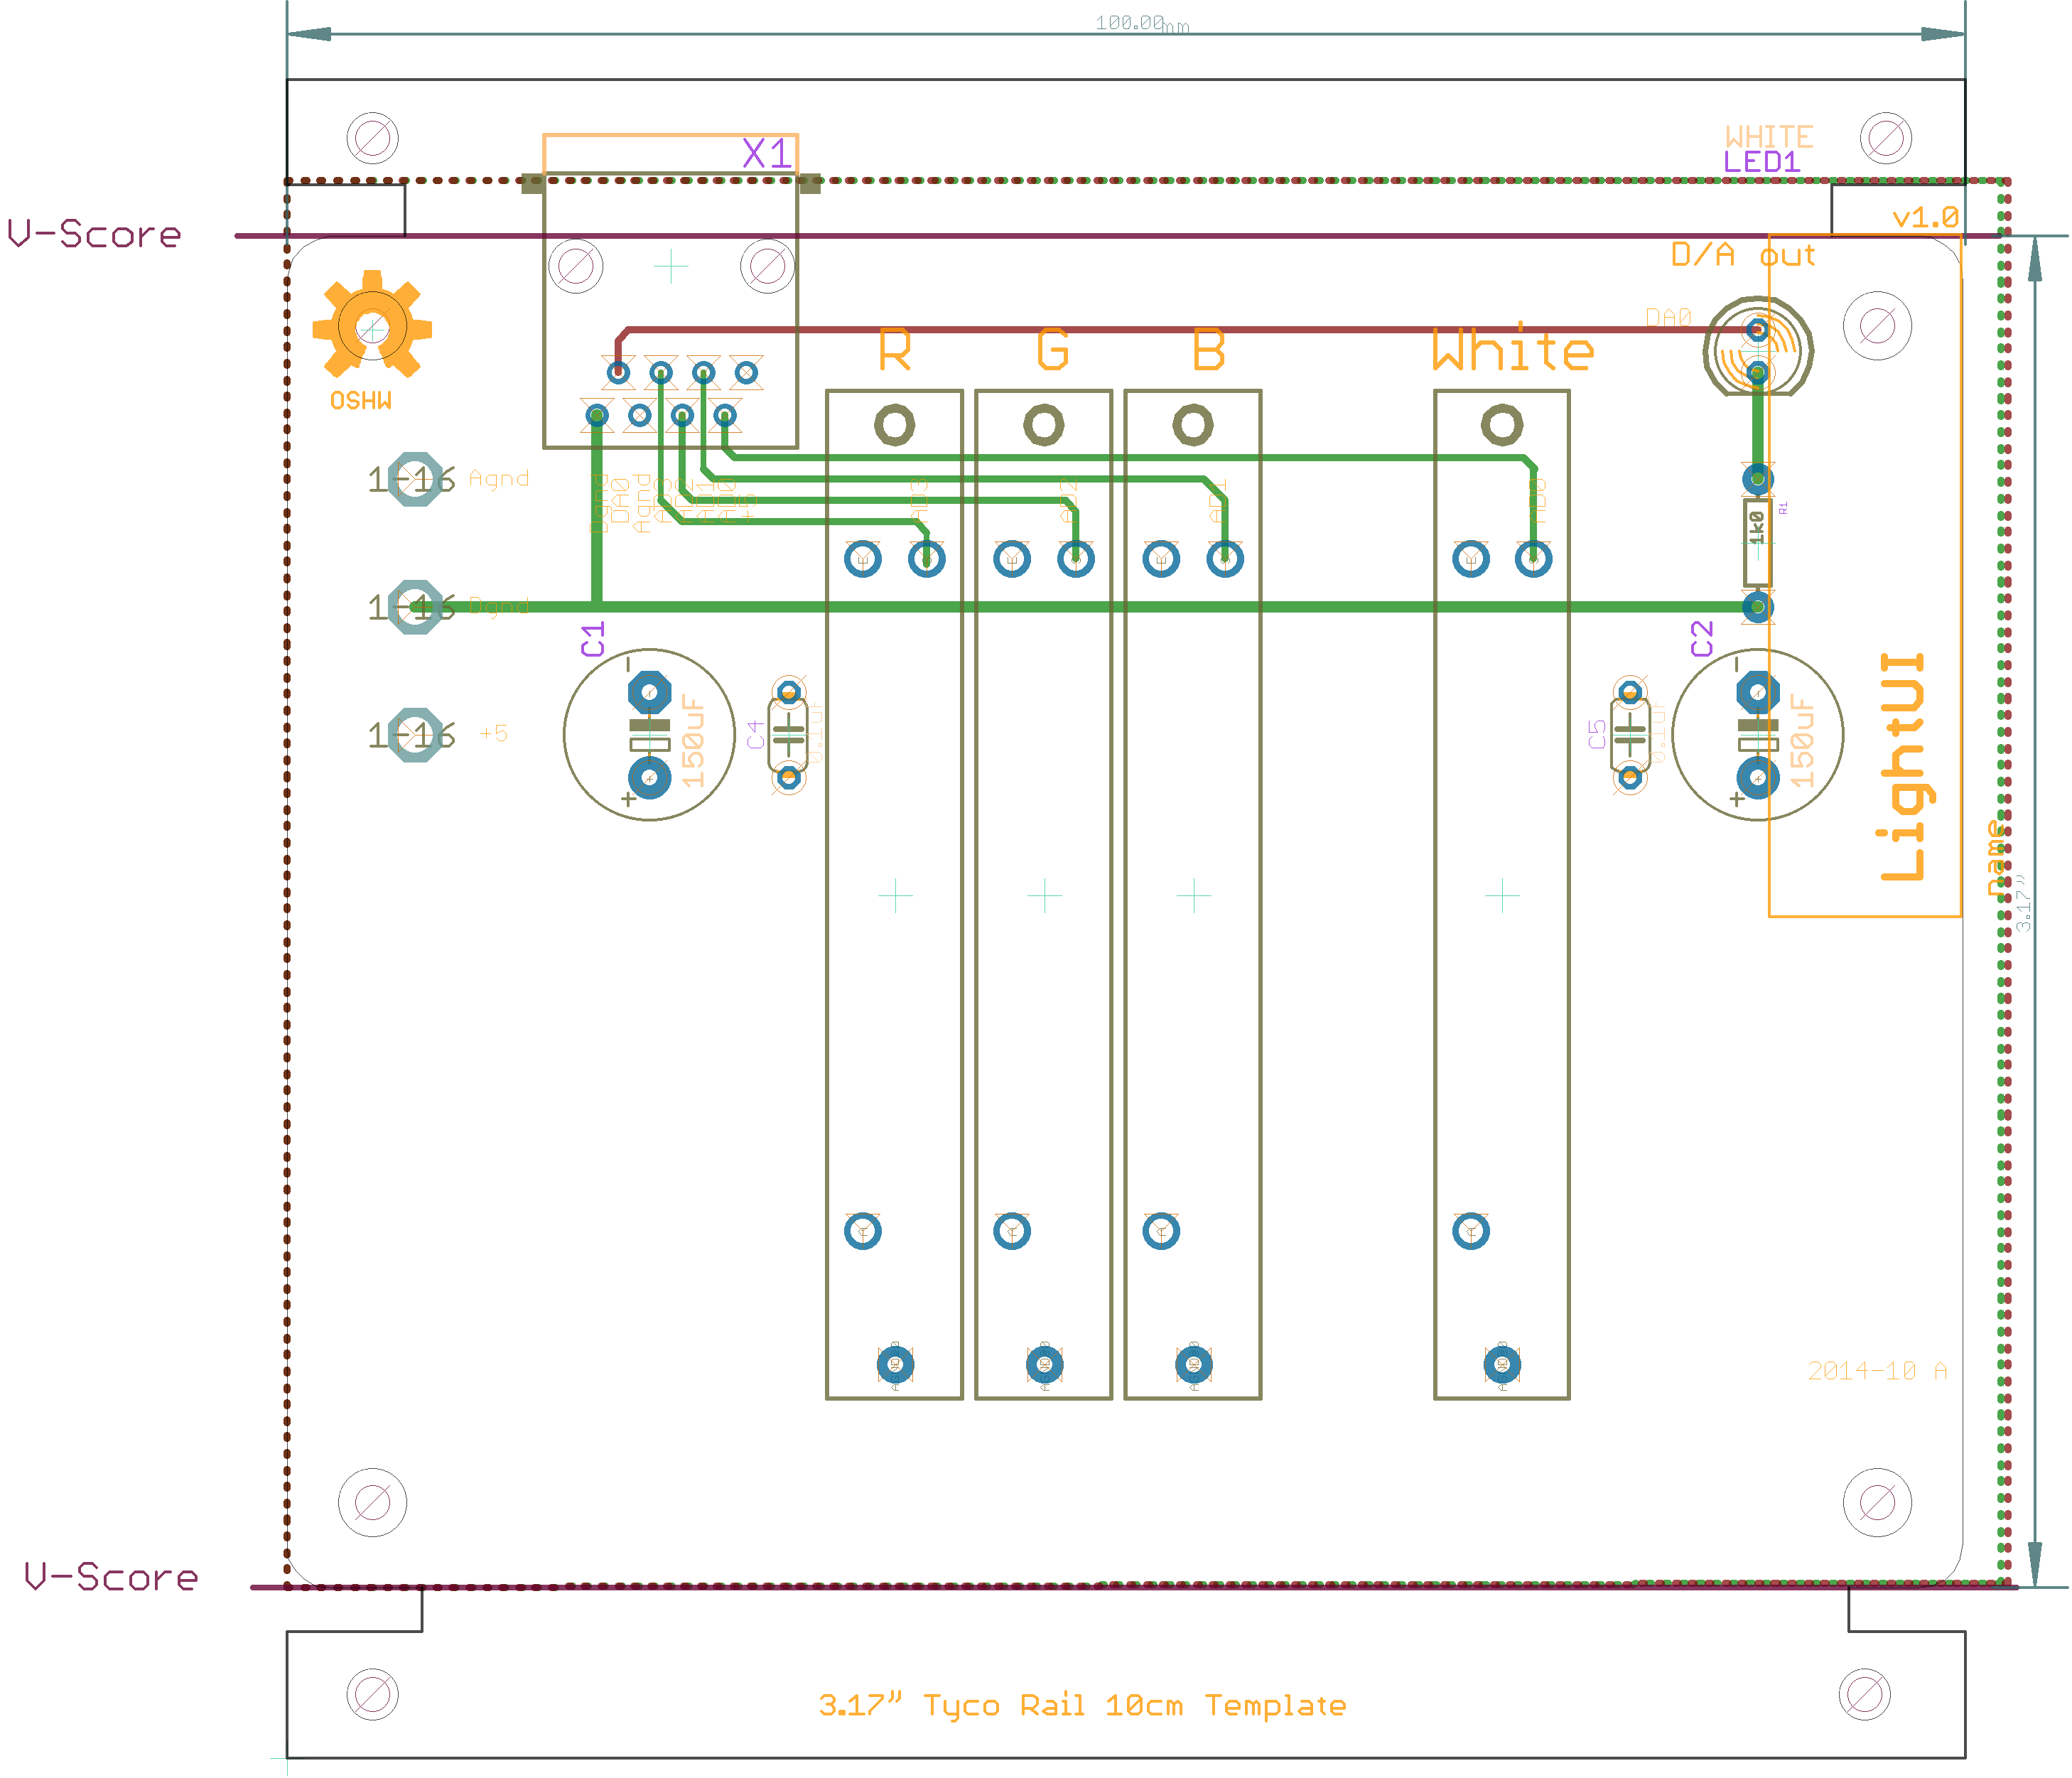 100.00mm
X1
WHITE
LED1
V-Score
v1.0
D/A out
DA0
R
G
B
White
OSHW
1-16
Agnd
Dgnd
DA0
Agnd
AD3
AD2
AD1
AD0
+5
AD3
AD2
AD1
AD0
1k0
R1
1-16
Dgnd
C1
C2
1-16
+5
-
+
150uF
C4
0.1uF
C5
0.1uF
-
+
150uF
LightUI
Name
3.17"
2014-10 A
V-Score
3.17" Tyco Rail 10cm Template